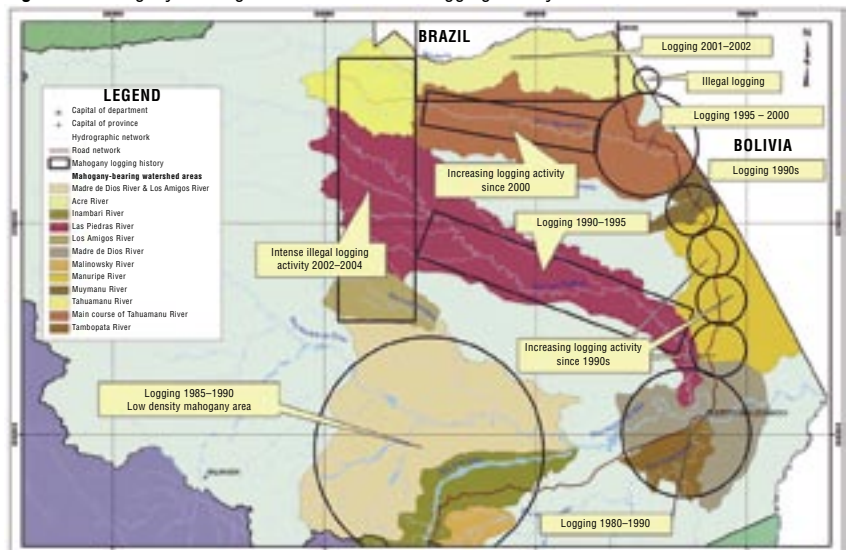 BRAZIL
Logging 2001–2002
Illegal logging
Logging 1995 – 2000
BOLIVIA
Logging 1990s
LEGEND
Capital of department
Capital of province
Hydrographic network
Road network
Mahogany logging history
Mahogany-bearing watershed areas
Madre de Dios River & Los Amigos River
Acre River
Inambari River
Las Piedras River
Los Amigos River
Madre de Dios River
Malinowsky River
Manuripe River
Muymanu River
Tahuamanu River
Main course of Tahuamanu River
Tambopata River
Increasing logging activity
since 2000
Logging 1990–1995
Intense illegal logging
activity 2002–2004
Increasing logging activity
since 1990s
Logging 1985–1990
Low density mahogany area
Logging 1980–1990